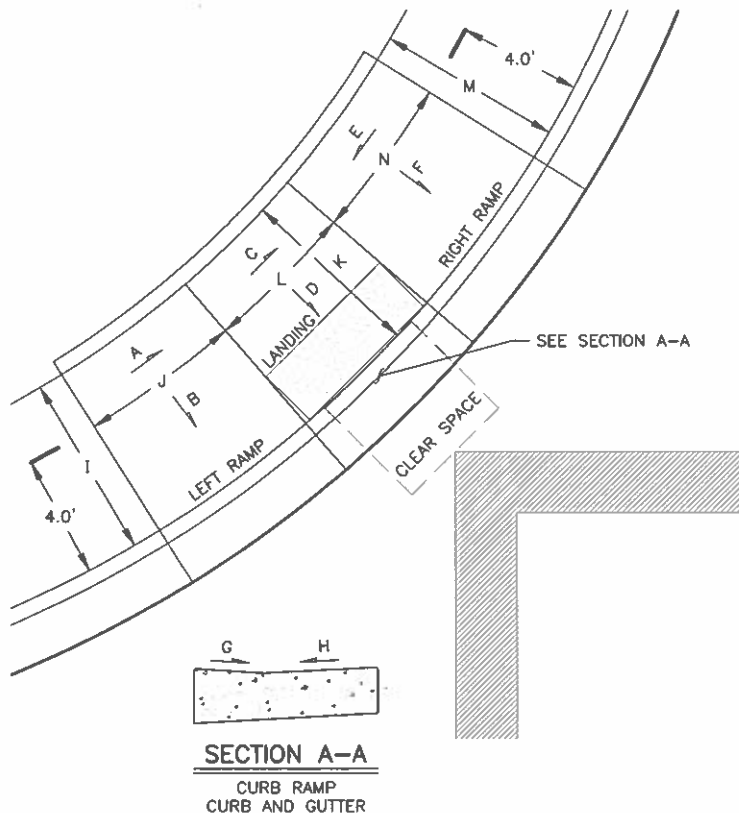 4.0'
M
E
N
F
RIGHT RAMP
C
K
L
D
LANDING
SEE SECTION A-A
A
J
B
CLEAR SPACE
I
LEFT RAMP
4.0'
G
H
SECTION A-A
CURB RAMP
CURB AND GUTTER